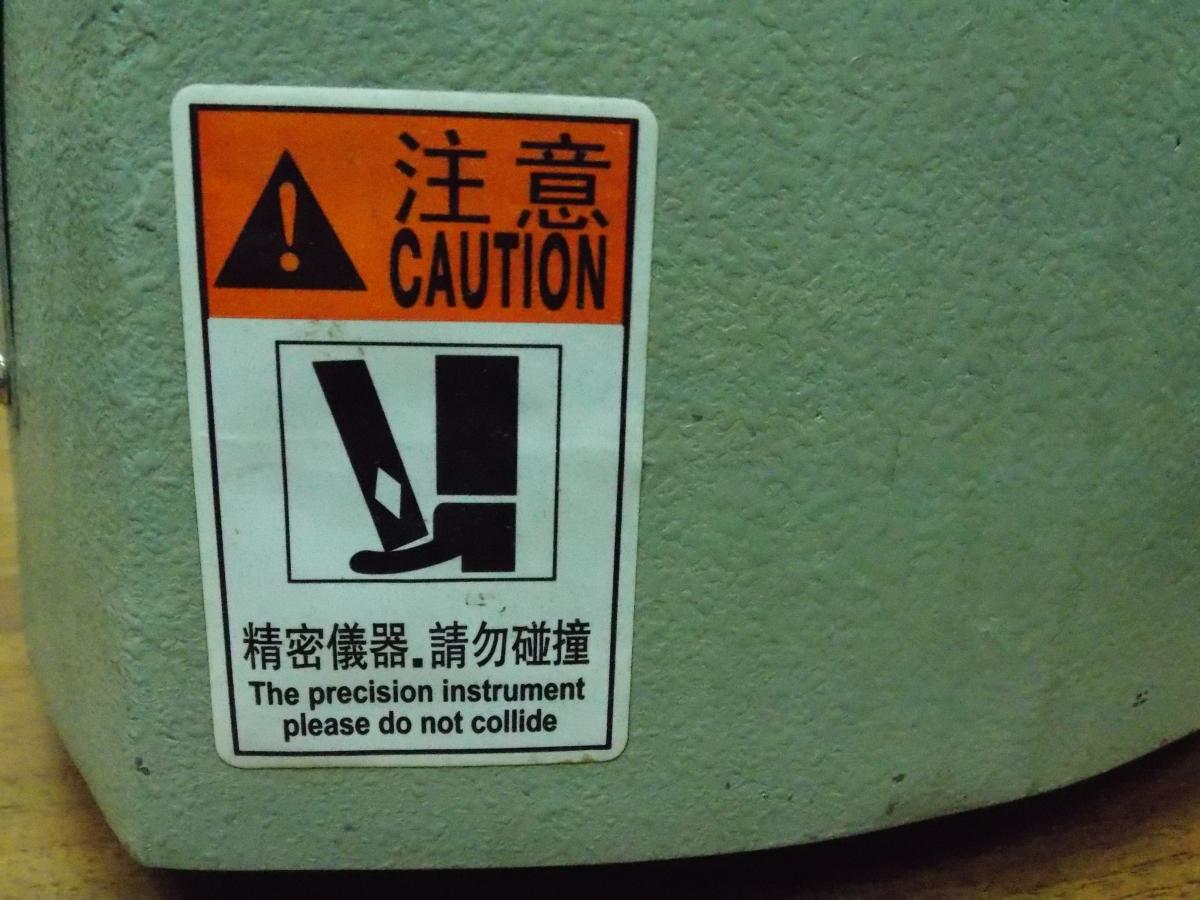 注意
CAUTION
精密儀器.請勿碰撞
The precision instrument
please do not collide